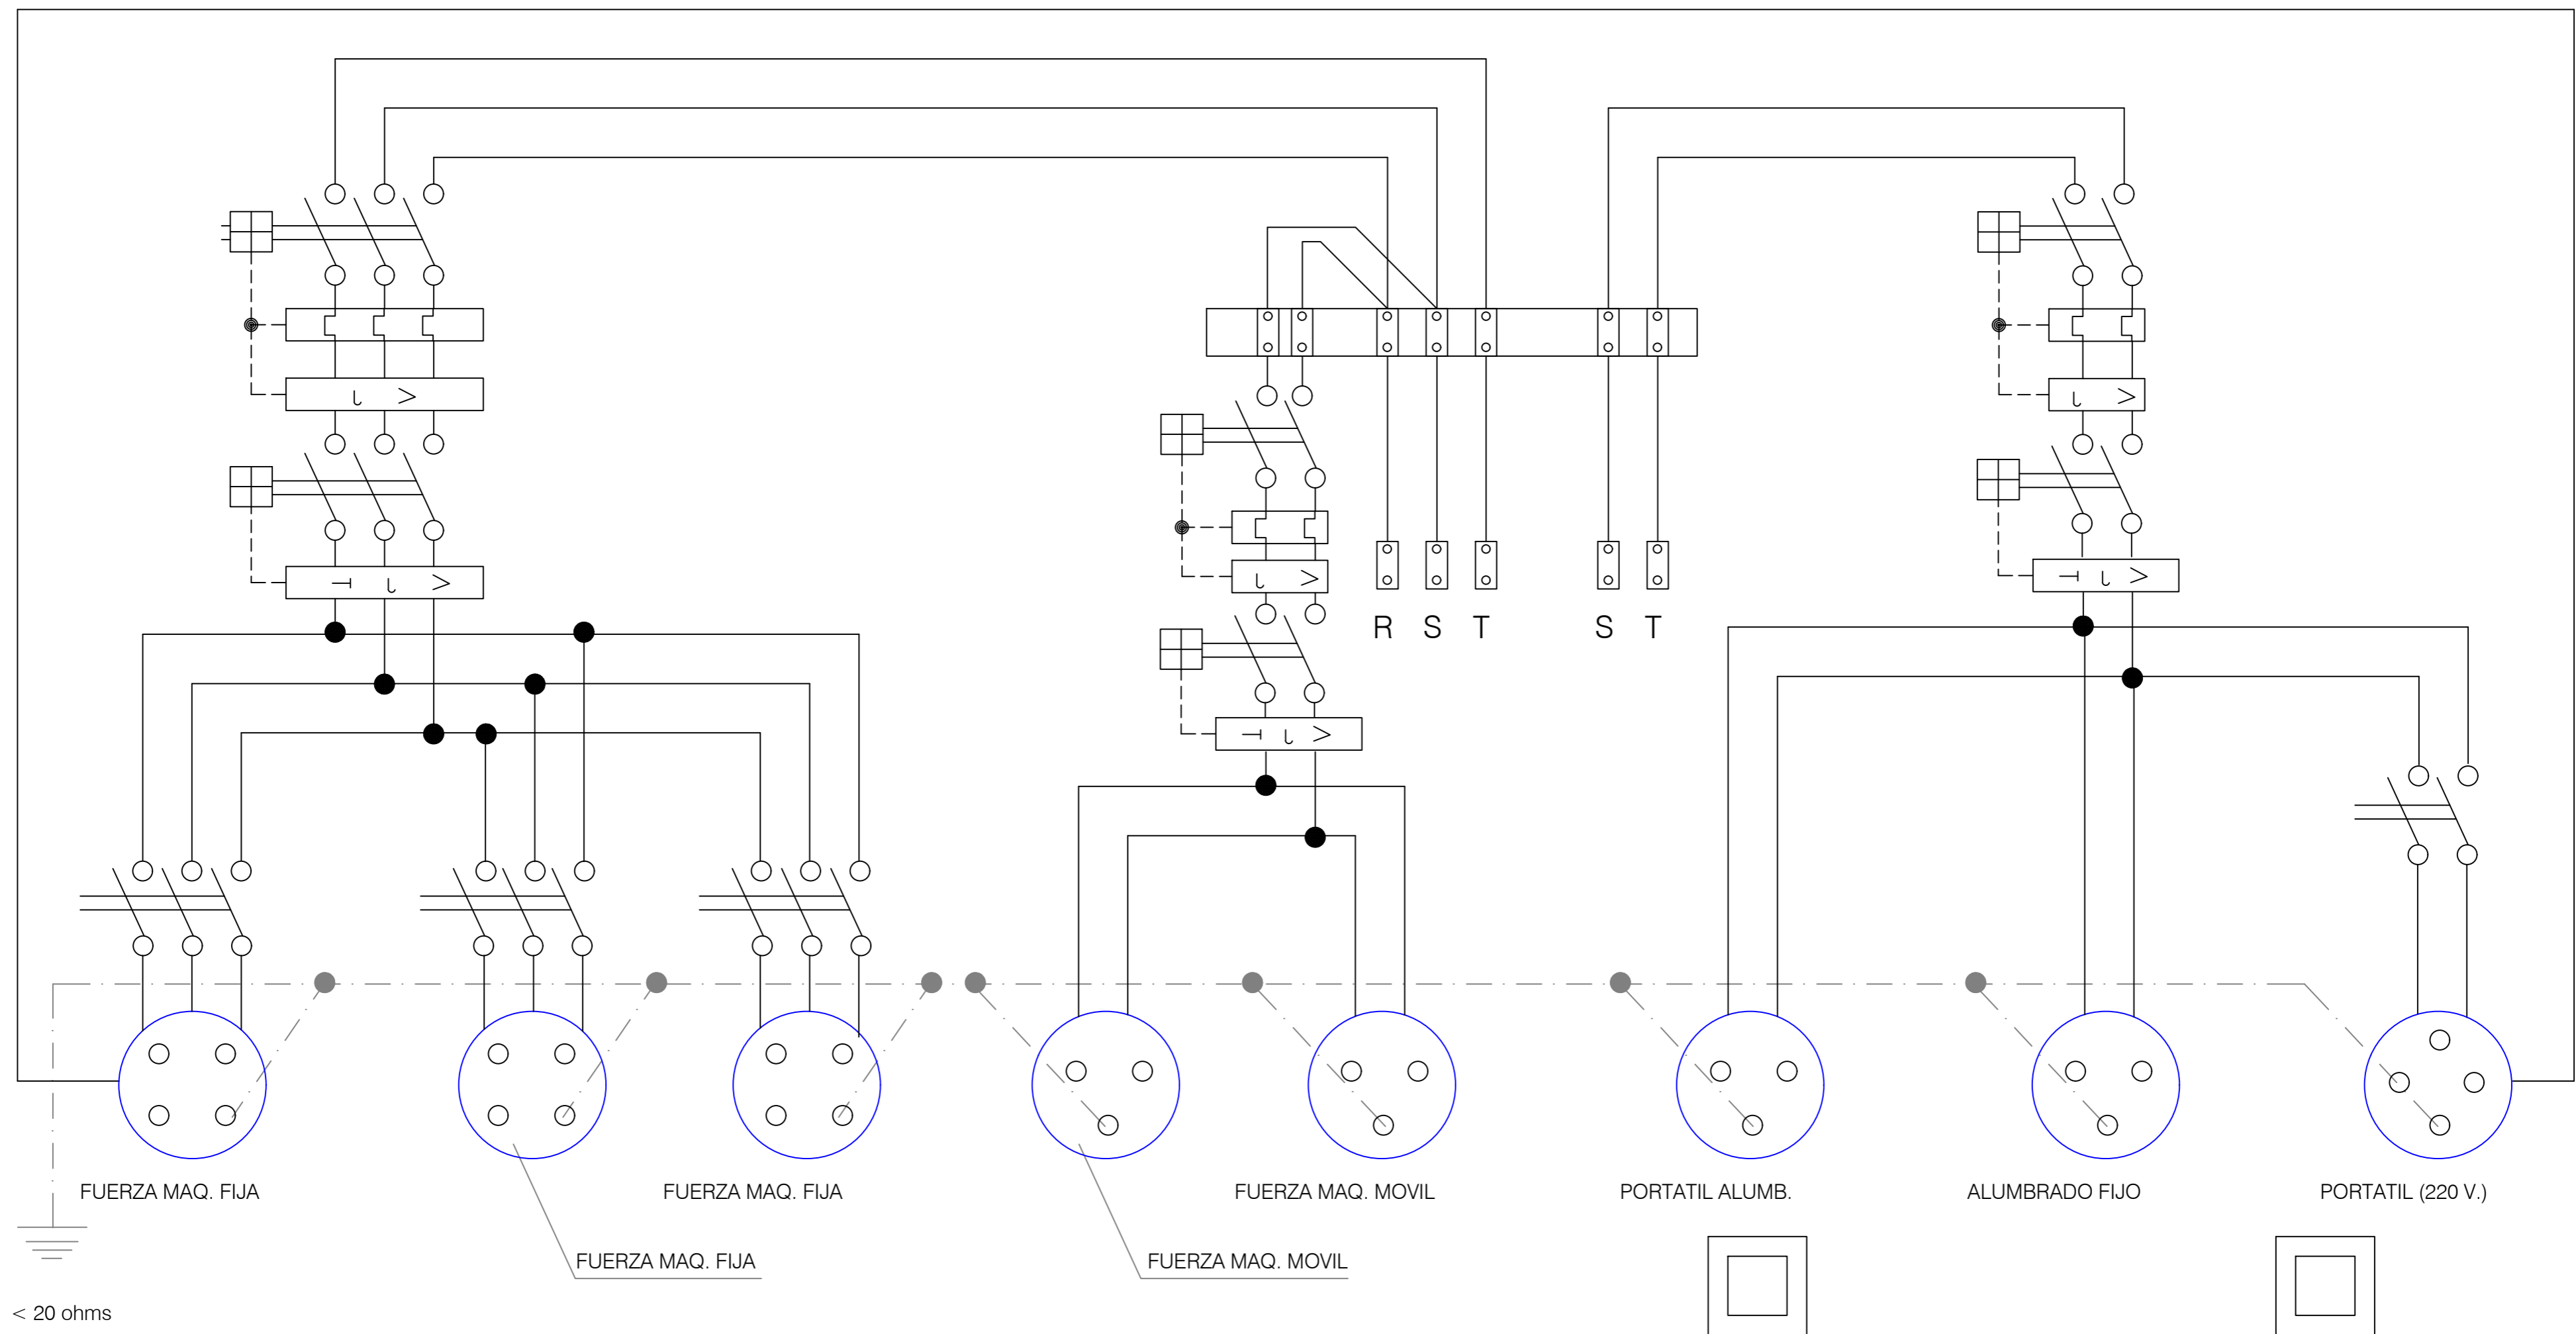 R S T S T
FUERZA MAQ. FIJA
FUERZA MAQ. FIJA
FUERZA MAQ. MOVIL
PORTATIL ALUMB.
ALUMBRADO FIJO
PORTATIL (220 V.)
FUERZA MAQ. FIJA
FUERZA MAQ. MOVIL
< 20 ohms